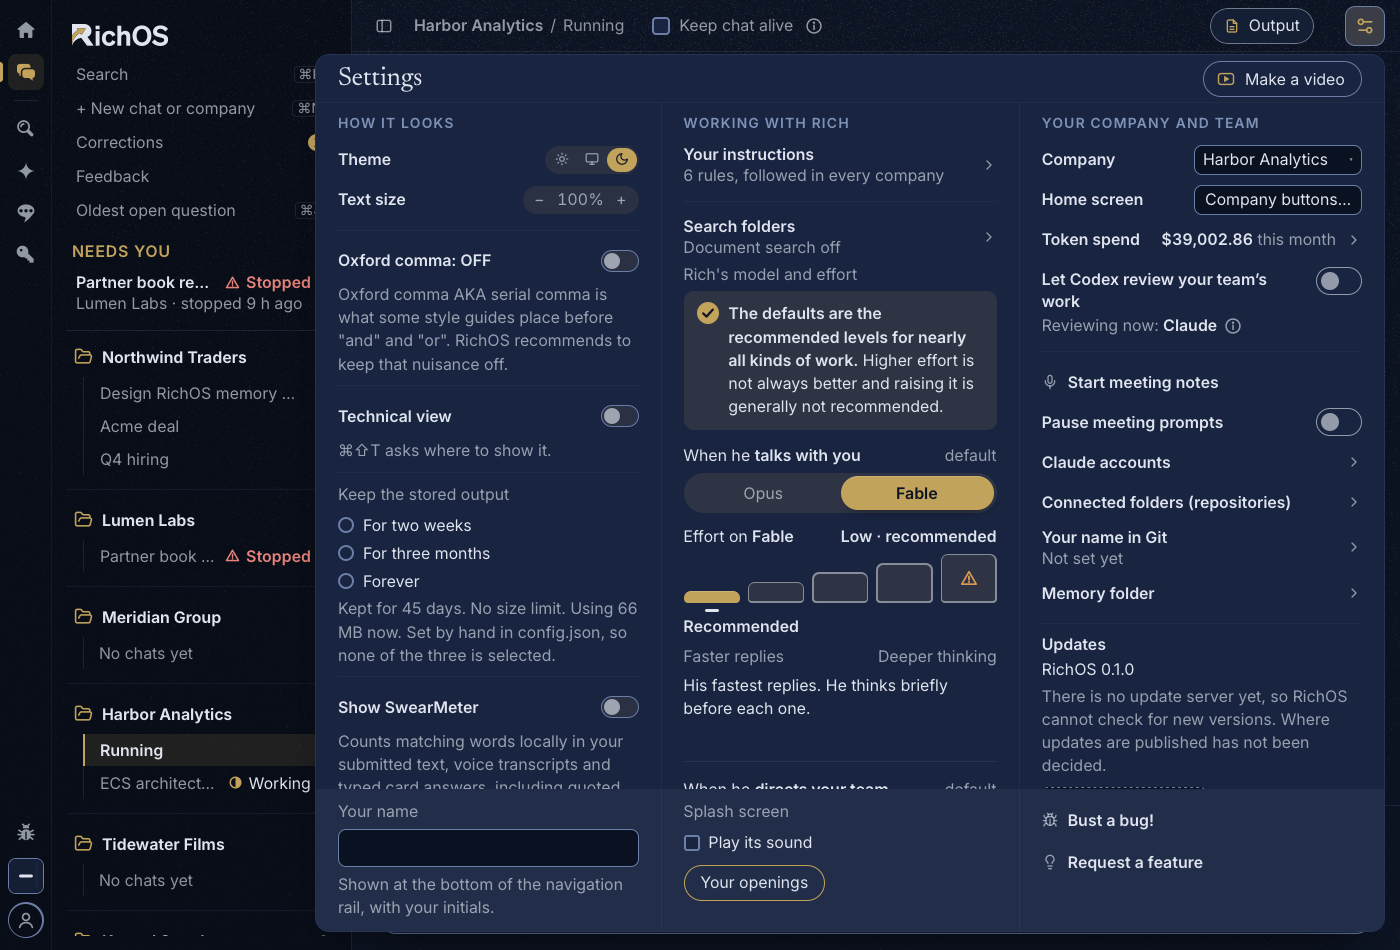 RichOS
Search
+ New chat or company
Corrections
Feedback
Oldest open question
NEEDS YOU
Partner book re... Stopped
Lumen Labs · stopped 9 h ago
Northwind Traders
Design RichOS memory ...
Acme deal
Q4 hiring
Lumen Labs
Partner book ... Stopped
Meridian Group
No chats yet
Harbor Analytics
Running
ECS architect... Working
Tidewater Films
No chats yet
Harbor Analytics / Running
Keep chat alive
Output
Settings
Make a video
HOW IT LOOKS
Theme
Text size
− 100% +
Oxford comma: OFF
Oxford comma AKA serial comma is
what some style guides place before
"and" and "or". RichOS recommends to
keep that nuisance off.
Technical view
⌘⇧T asks where to show it.
Keep the stored output
For two weeks
For three months
Forever
Kept for 45 days. No size limit. Using 66
MB now. Set by hand in config.json, so
none of the three is selected.
Show SwearMeter
Counts matching words locally in your
submitted text, voice transcripts and
typed card answers, including quoted
Your name
Shown at the bottom of the navigation
rail, with your initials.
WORKING WITH RICH
Your instructions
6 rules, followed in every company
Search folders
Document search off
Rich's model and effort
The defaults are the
recommended levels for nearly
all kinds of work. Higher effort is
not always better and raising it is
generally not recommended.
When he talks with you default
Opus Fable
Effort on Fable Low · recommended
Recommended
Faster replies Deeper thinking
His fastest replies. He thinks briefly
before each one.
When he directs your team default
Splash screen
Play its sound
Your openings
YOUR COMPANY AND TEAM
Company Harbor Analytics
Home screen Company buttons...
Token spend $39,002.86 this month
Let Codex review your team’s
work
Reviewing now: Claude
Start meeting notes
Pause meeting prompts
Claude accounts
Connected folders (repositories)
Your name in Git
Not set yet
Memory folder
Updates
RichOS 0.1.0
There is no update server yet, so RichOS
cannot check for new versions. Where
updates are published has not been
decided.
Bust a bug!
Request a feature